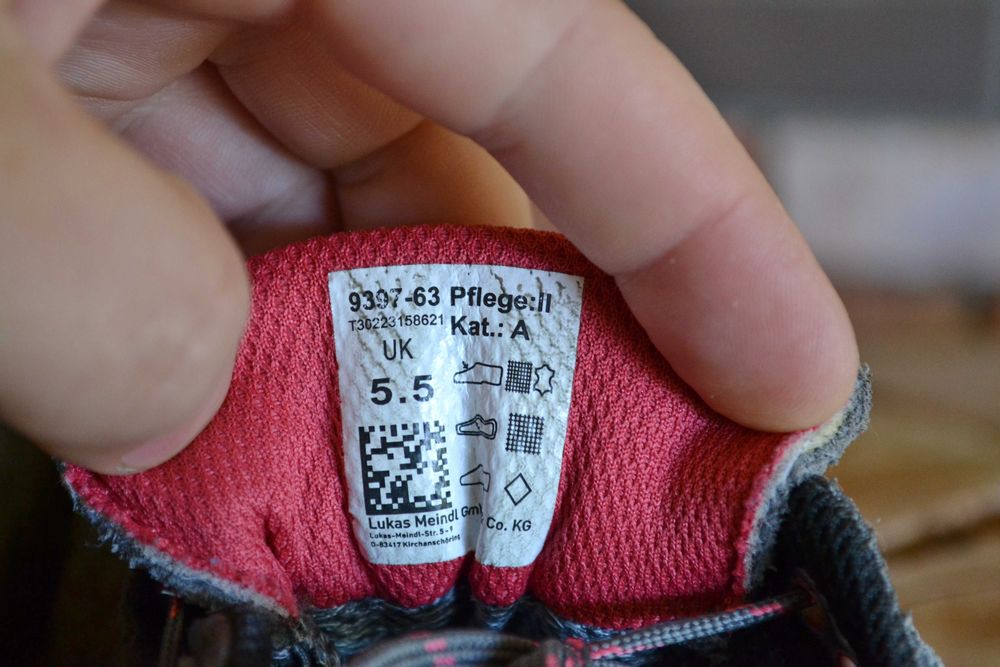 9397-63 Pflege:II
T30223158621 Kat.: A
UK
5.5
Lukas Meindl GmbH Co. KG
Lukas-Meindl-Str. 5-9
D-83417 Kirchanschöring